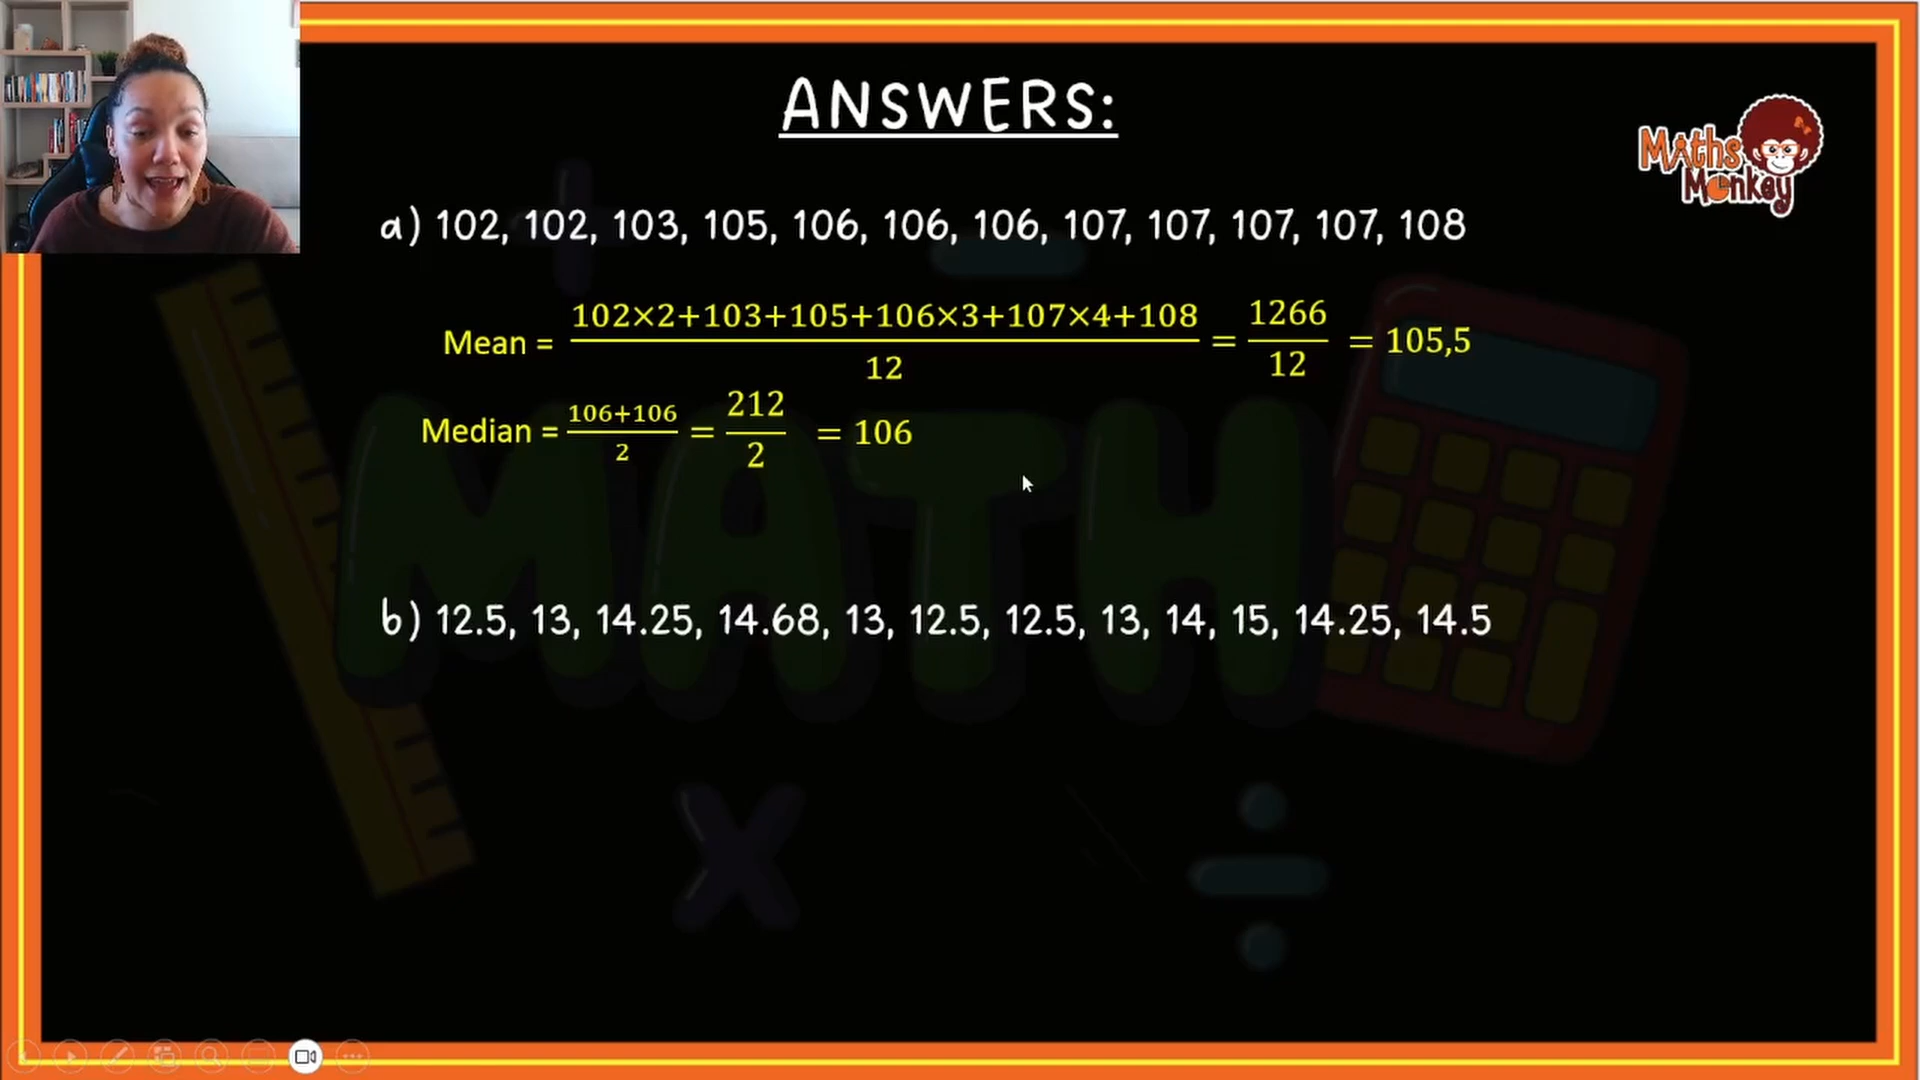 ANSWERS:
Maths
Monkey
a) 102, 102, 103, 105, 106, 106, 106, 107, 107, 107, 107, 108
Mean = 102×2+103+105+106×3+107×4+108 / 12 = 1266 / 12 = 105,5
Median = 106+106 / 2 = 212 / 2 = 106
MATH
b) 12.5, 13, 14.25, 14.68, 13, 12.5, 12.5, 13, 14, 15, 14.25, 14.5